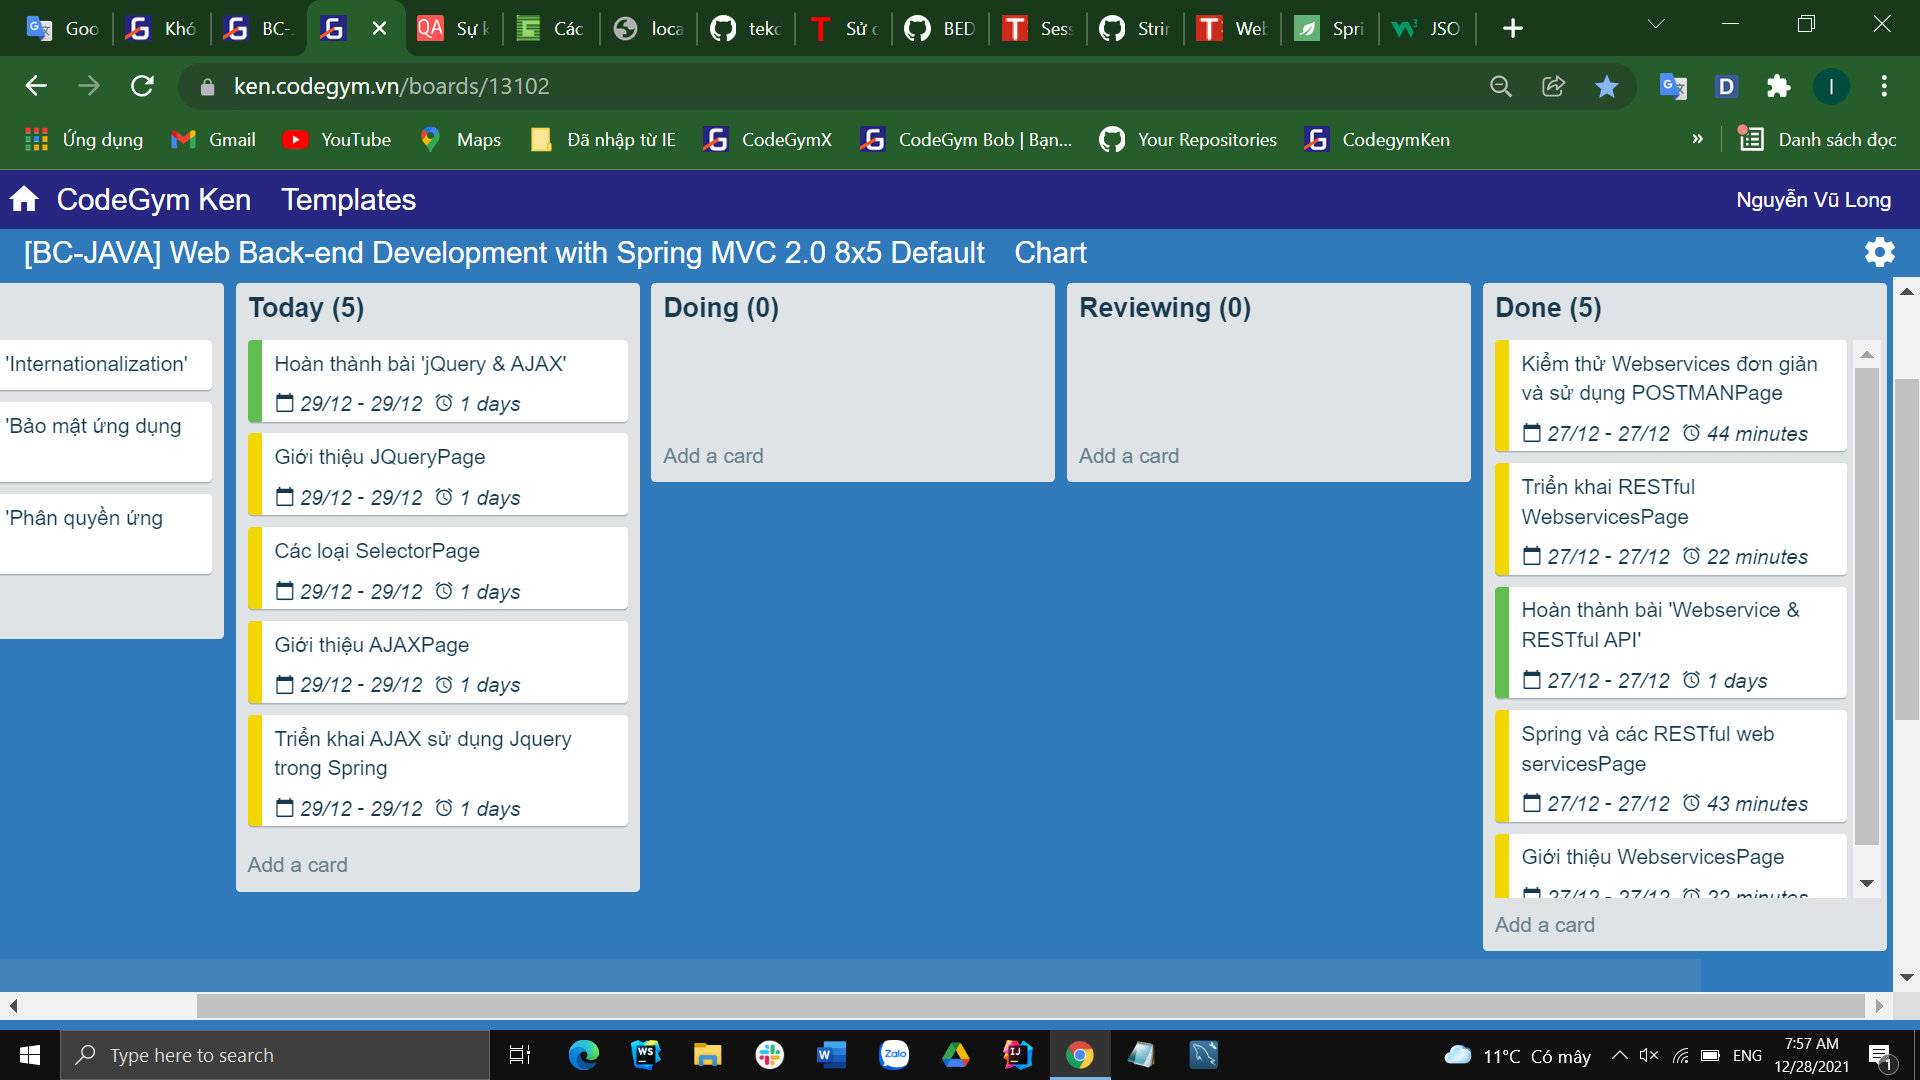 Goo
Khó
BC-
Sự k
Các
loca
teko
Sử d
BED
Sess
Strin
Web
Spri
JSO
ken.codegym.vn/boards/13102
Ứng dụng
Gmail
YouTube
Maps
Đã nhập từ IE
CodeGymX
CodeGym Bob | Bạn...
Your Repositories
CodegymKen
»
Danh sách đọc
CodeGym Ken
Templates
Nguyễn Vũ Long
[BC-JAVA] Web Back-end Development with Spring MVC 2.0 8x5 Default
Chart
'Internationalization'
'Bảo mật ứng dụng
'Phân quyền ứng
Today (5)
Hoàn thành bài 'jQuery & AJAX'
29/12 - 29/12 1 days
Giới thiệu JQueryPage
29/12 - 29/12 1 days
Các loại SelectorPage
29/12 - 29/12 1 days
Giới thiệu AJAXPage
29/12 - 29/12 1 days
Triển khai AJAX sử dụng Jquery
trong Spring
29/12 - 29/12 1 days
Add a card
Doing (0)
Add a card
Reviewing (0)
Add a card
Done (5)
Kiểm thử Webservices đơn giản
và sử dụng POSTMANPage
27/12 - 27/12 44 minutes
Triển khai RESTful
WebservicesPage
27/12 - 27/12 22 minutes
Hoàn thành bài 'Webservice &
RESTful API'
27/12 - 27/12 1 days
Spring và các RESTful web
servicesPage
27/12 - 27/12 43 minutes
Giới thiệu WebservicesPage
27/12 - 27/12 22 minutes
Add a card
Type here to search
11°C Có mây
ENG
7:57 AM
12/28/2021
1